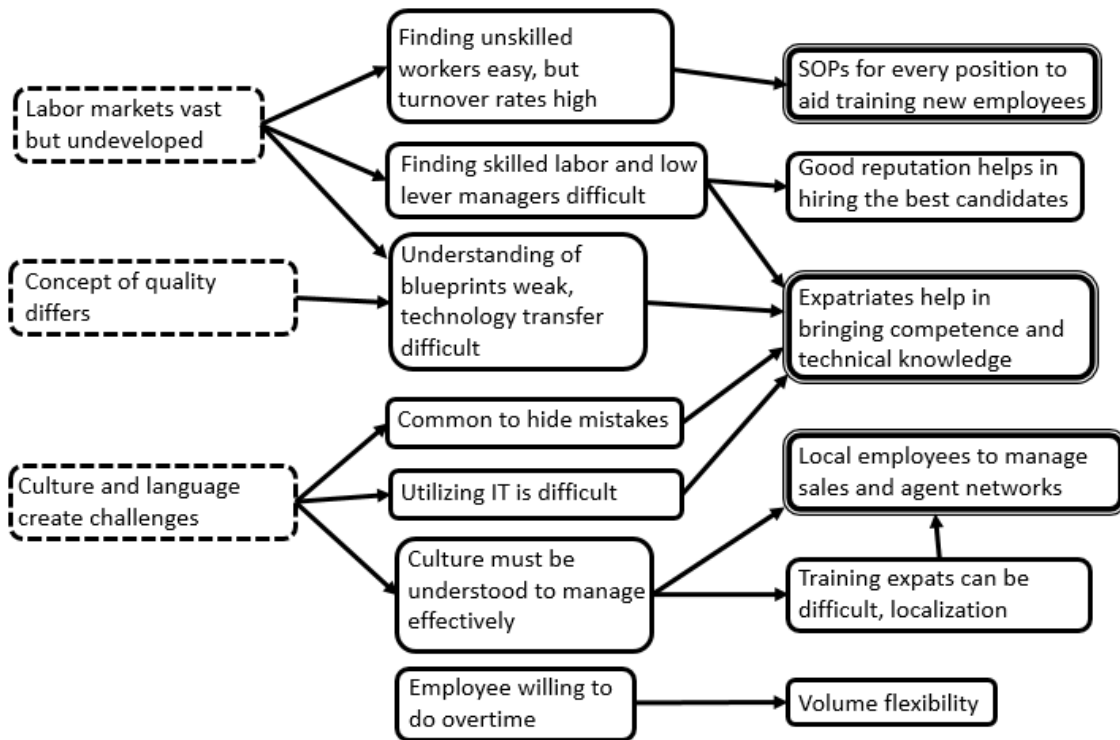 Finding unskilled
workers easy, but
turnover rates high
SOPs for every position to
aid training new employees
Labor markets vast
but undeveloped
Finding skilled labor and low
lever managers difficult
Good reputation helps in
hiring the best candidates
Concept of quality
differs
Understanding of
blueprints weak,
technology transfer
difficult
Expatriates help in
bringing competence and
technical knowledge
Common to hide mistakes
Culture and language
create challenges
Utilizing IT is difficult
Local employees to manage
sales and agent networks
Culture must be
understood to manage
effectively
Training expats can be
difficult, localization
Employee willing to
do overtime
Volume flexibility